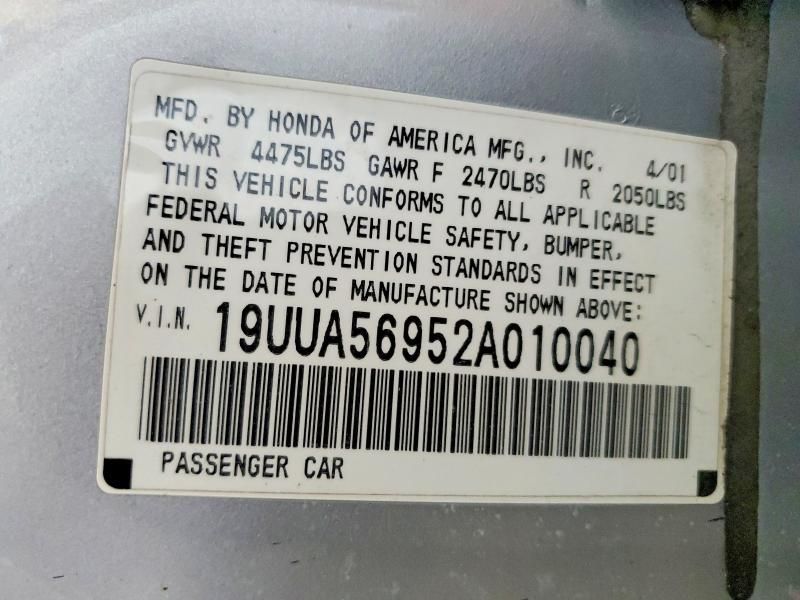 MFD. BY HONDA OF AMERICA MFG., INC. 4/01
GVWR 4475LBS GAWR F 2470LBS R 2050LBS
THIS VEHICLE CONFORMS TO ALL APPLICABLE
FEDERAL MOTOR VEHICLE SAFETY, BUMPER,
AND THEFT PREVENTION STANDARDS IN EFFECT
ON THE DATE OF MANUFACTURE SHOWN ABOVE:
V.I.N. 19UUA56952A010040
PASSENGER CAR